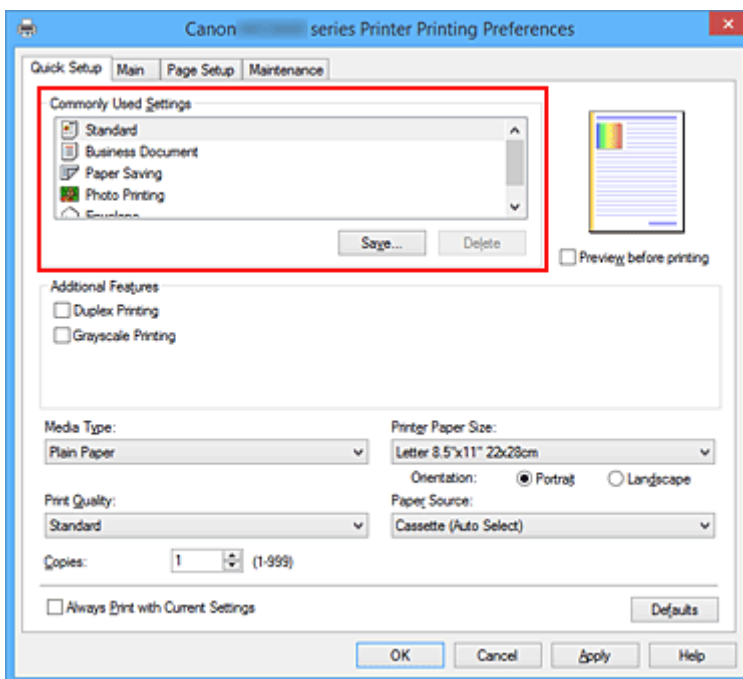 Canon series Printer Printing Preferences
Quick Setup Main Page Setup Maintenance
Commonly Used Settings
Standard
Business Document
Paper Saving
Photo Printing
Envelope
Save... Delete
Preview before printing
Additional Features
Duplex Printing
Grayscale Printing
Media Type: Printer Paper Size:
Plain Paper Letter 8.5"x11" 22x28cm
Orientation: Portrait Landscape
Print Quality: Paper Source:
Standard Cassette (Auto Select)
Copies: 1 (1-999)
Always Print with Current Settings Defaults
OK Cancel Apply Help